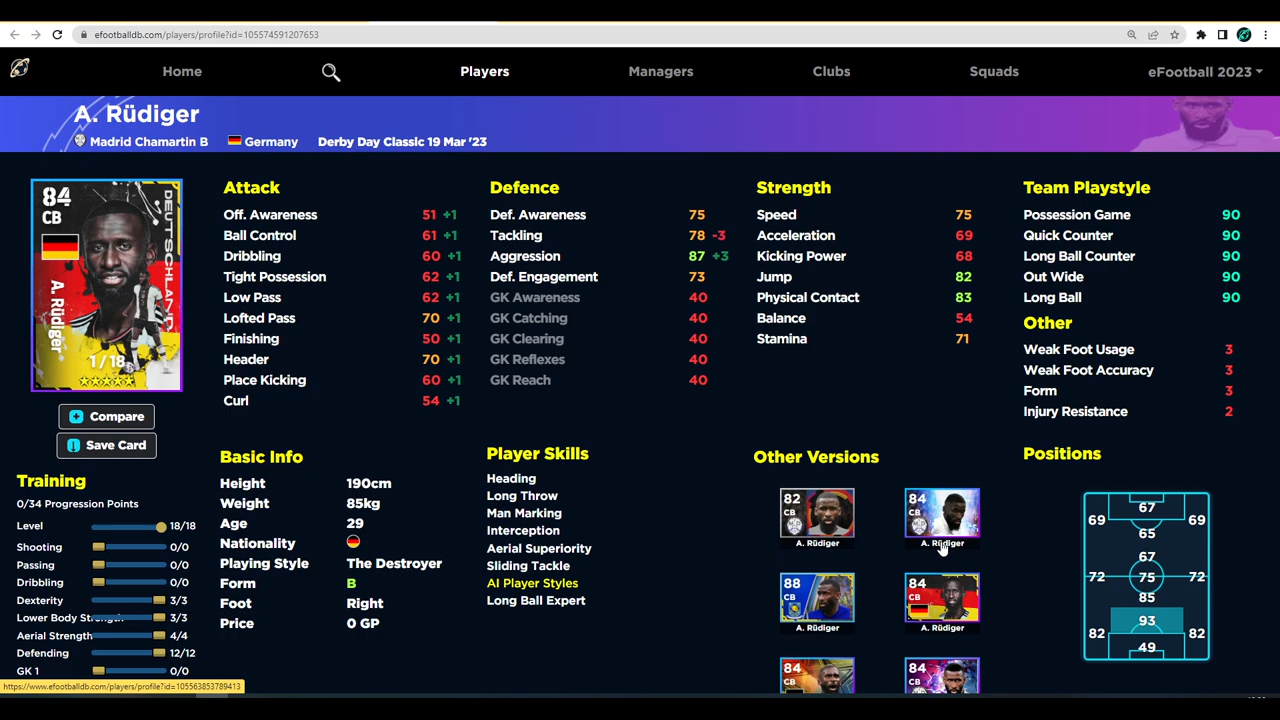 efootballdb.com/players/profile?id=105574591207653
Home
Players
Managers
Clubs
Squads
eFootball 2023
A. Rüdiger
Madrid Chamartin B
Germany
Derby Day Classic 19 Mar '23
84
CB
DEUTSCHLAND
A. Rüdiger
1 / 18
Compare
Save Card
Attack
Off. Awareness 51 +1
Ball Control 61 +1
Dribbling 60 +1
Tight Possession 62 +1
Low Pass 62 +1
Lofted Pass 70 +1
Finishing 50 +1
Header 70 +1
Place Kicking 60 +1
Curl 54 +1
Defence
Def. Awareness 75
Tackling 78 -3
Aggression 87 +3
Def. Engagement 73
GK Awareness 40
GK Catching 40
GK Clearing 40
GK Reflexes 40
GK Reach 40
Strength
Speed 75
Acceleration 69
Kicking Power 68
Jump 82
Physical Contact 83
Balance 54
Stamina 71
Team Playstyle
Possession Game 90
Quick Counter 90
Long Ball Counter 90
Out Wide 90
Long Ball 90
Other
Weak Foot Usage 3
Weak Foot Accuracy 3
Form 3
Injury Resistance 2
Training
0/34 Progression Points
Level 18/18
Shooting 0/0
Passing 0/0
Dribbling 0/0
Dexterity 3/3
Lower Body Strength 3/3
Aerial Strength 4/4
Defending 12/12
GK 1 0/0
Basic Info
Height 190cm
Weight 85kg
Age 29
Nationality
Playing Style The Destroyer
Form B
Foot Right
Price 0 GP
Player Skills
Heading
Long Throw
Man Marking
Interception
Aerial Superiority
Sliding Tackle
AI Player Styles
Long Ball Expert
Other Versions
82
CB
A. Rüdiger
84
CB
A. Rüdiger
88
CB
A. Rüdiger
84
CB
A. Rüdiger
84
CB
84
CB
Positions
67
69 69
65
67
72 75 72
85
93
82 82
49
https://www.efootballdb.com/players/profile?id=105563853789413